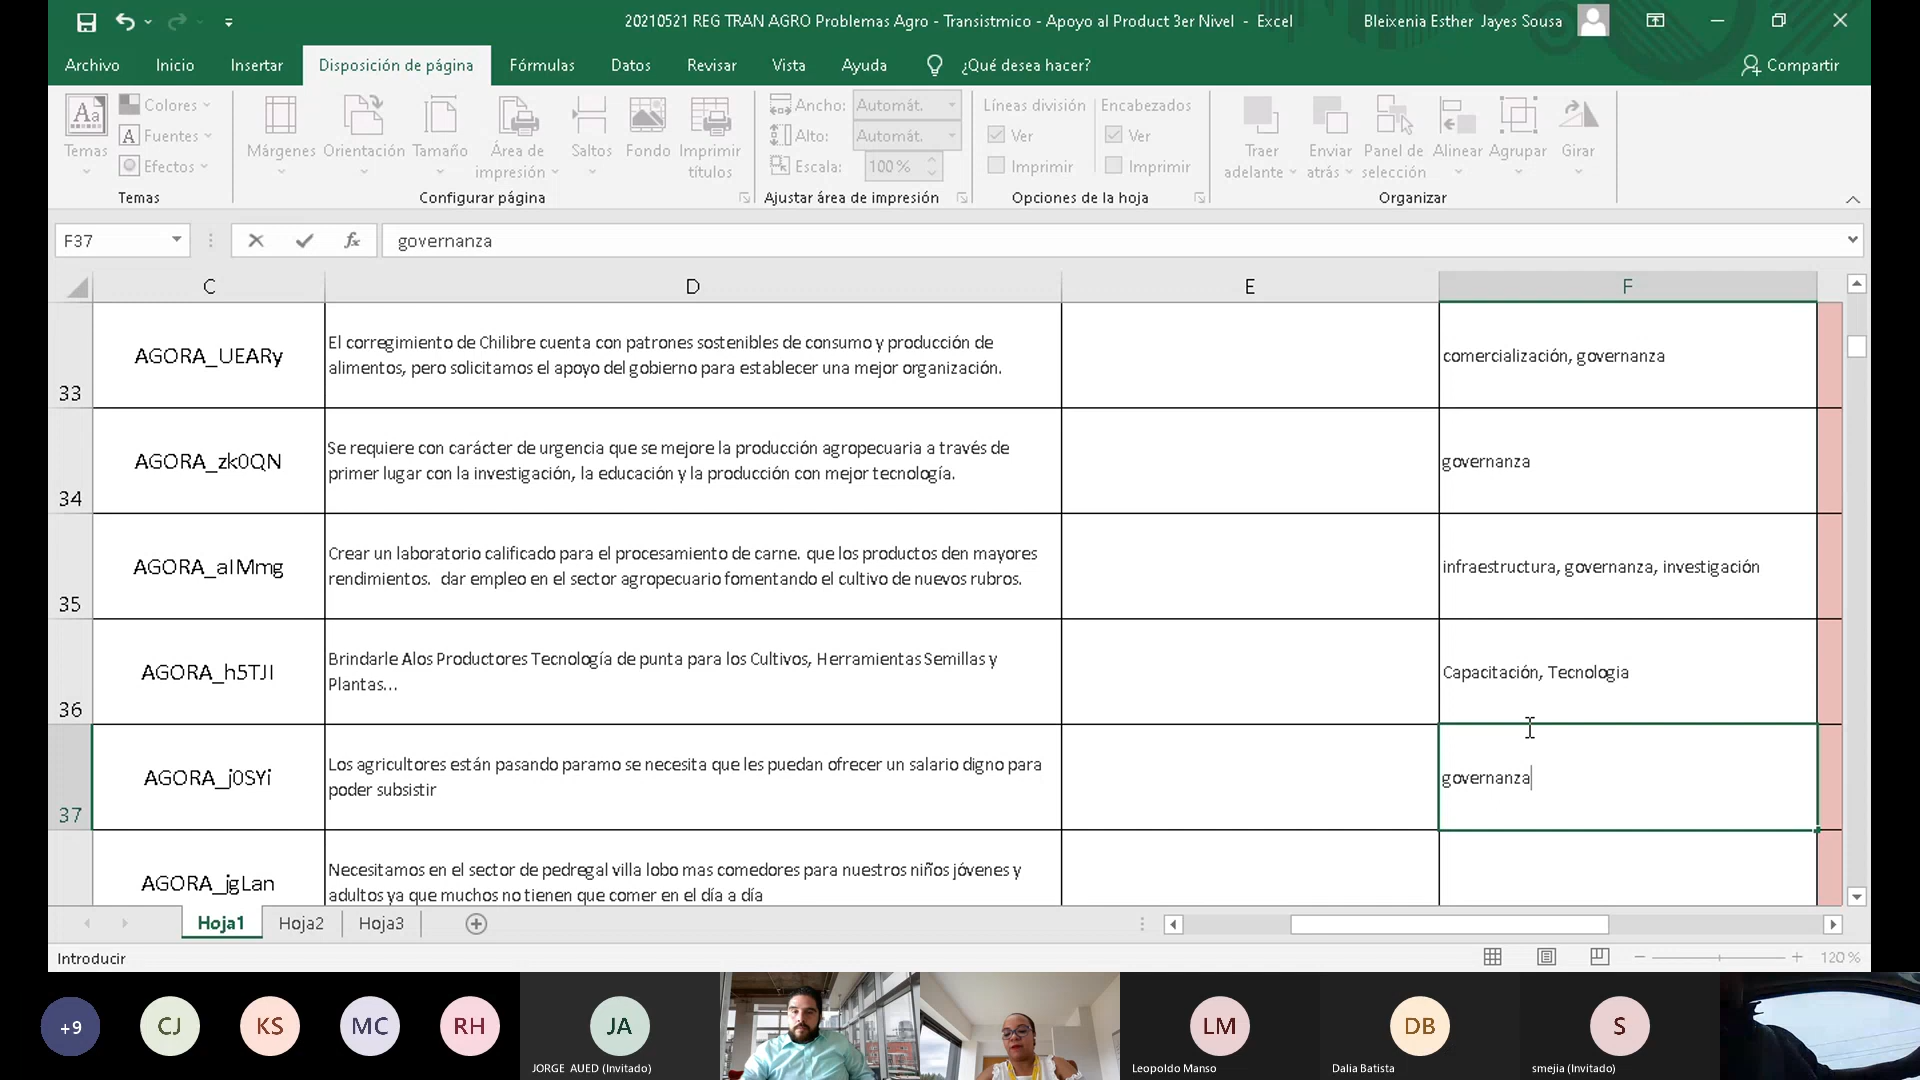 20210521 REG TRAN AGRO Problemas Agro - Transistmico - Apoyo al Product 3er Nivel - Excel
Bleixenia Esther Jayes Sousa
Archivo
Inicio
Insertar
Disposición de página
Fórmulas
Datos
Revisar
Vista
Ayuda
¿Qué desea hacer?
Compartir
Temas
Colores
Fuentes
Efectos
Temas
Márgenes
Orientación
Tamaño
Área de impresión
Saltos
Fondo
Imprimir títulos
Configurar página
Ancho: Automát.
Alto: Automát.
Escala: 100 %
Ajustar área de impresión
Líneas división
Ver
Imprimir
Encabezados
Ver
Imprimir
Opciones de la hoja
Traer adelante
Enviar atrás
Panel de selección
Alinear
Agrupar
Girar
Organizar
F37
fx
governanza
C
D
E
F
33
AGORA_UEARy
El corregimiento de Chilibre cuenta con patrones sostenibles de consumo y producción de
alimentos, pero solicitamos el apoyo del gobierno para establecer una mejor organización.
comercialización, governanza
34
AGORA_zk0QN
Se requiere con carácter de urgencia que se mejore la producción agropecuaria a través de
primer lugar con la investigación, la educación y la producción con mejor tecnología.
governanza
35
AGORA_aIMmg
Crear un laboratorio calificado para el procesamiento de carne. que los productos den mayores
rendimientos. dar empleo en el sector agropecuario fomentando el cultivo de nuevos rubros.
infraestructura, governanza, investigación
36
AGORA_h5TJI
Brindarle Alos Productores Tecnología de punta para los Cultivos, Herramientas Semillas y
Plantas...
Capacitación, Tecnologia
37
AGORA_j0SYi
Los agricultores están pasando paramo se necesita que les puedan ofrecer un salario digno para
poder subsistir
governanza
AGORA_jgLan
Necesitamos en el sector de pedregal villa lobo mas comedores para nuestros niños jóvenes y
adultos ya que muchos no tienen que comer en el día a día
Hoja1
Hoja2
Hoja3
Introducir
120 %
+9
CJ
KS
MC
RH
JA
JORGE AUED (Invitado)
LM
Leopoldo Manso
DB
Dalia Batista
S
smejia (Invitado)